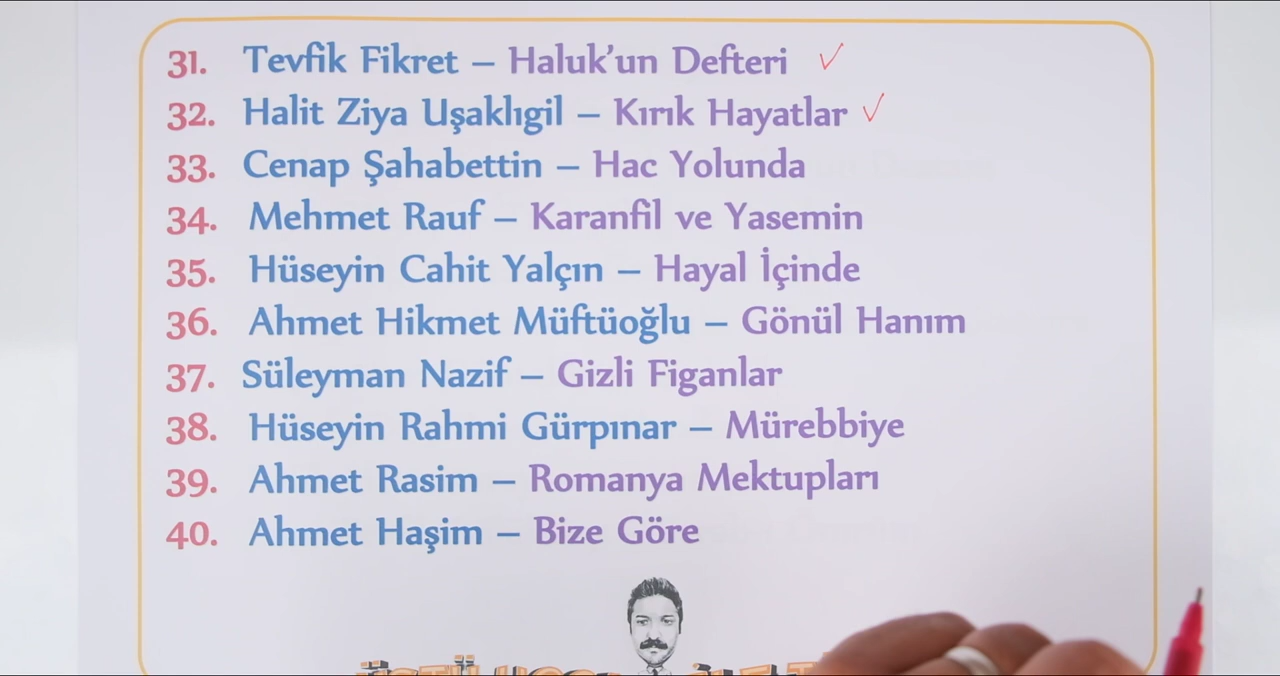 31. Tevfik Fikret – Haluk'un Defteri
32. Halit Ziya Uşaklıgil – Kırık Hayatlar
33. Cenap Şahabettin – Hac Yolunda
34. Mehmet Rauf – Karanfil ve Yasemin
35. Hüseyin Cahit Yalçın – Hayal İçinde
36. Ahmet Hikmet Müftüoğlu – Gönül Hanım
37. Süleyman Nazif – Gizli Figanlar
38. Hüseyin Rahmi Gürpınar – Mürebbiye
39. Ahmet Rasim – Romanya Mektupları
40. Ahmet Haşim – Bize Göre